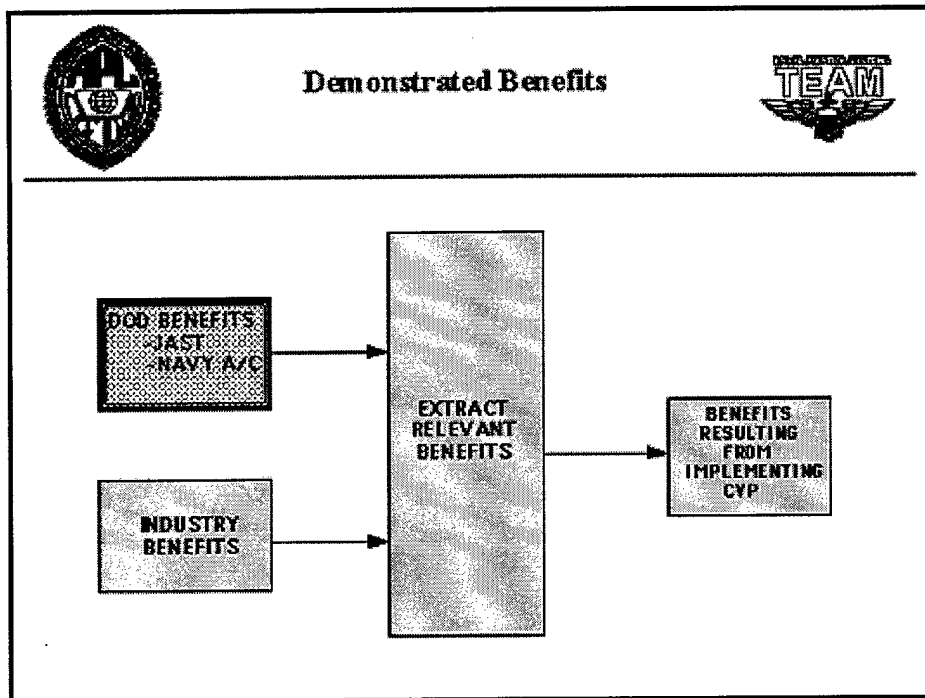 Demonstrated Benefits
TEAM
DOD BENEFITS
-JAST
-NAVY A/C
INDUSTRY
BENEFITS
EXTRACT
RELEVANT
BENEFITS
BENEFITS
RESULTING
FROM
IMPLEMENTING
CVP